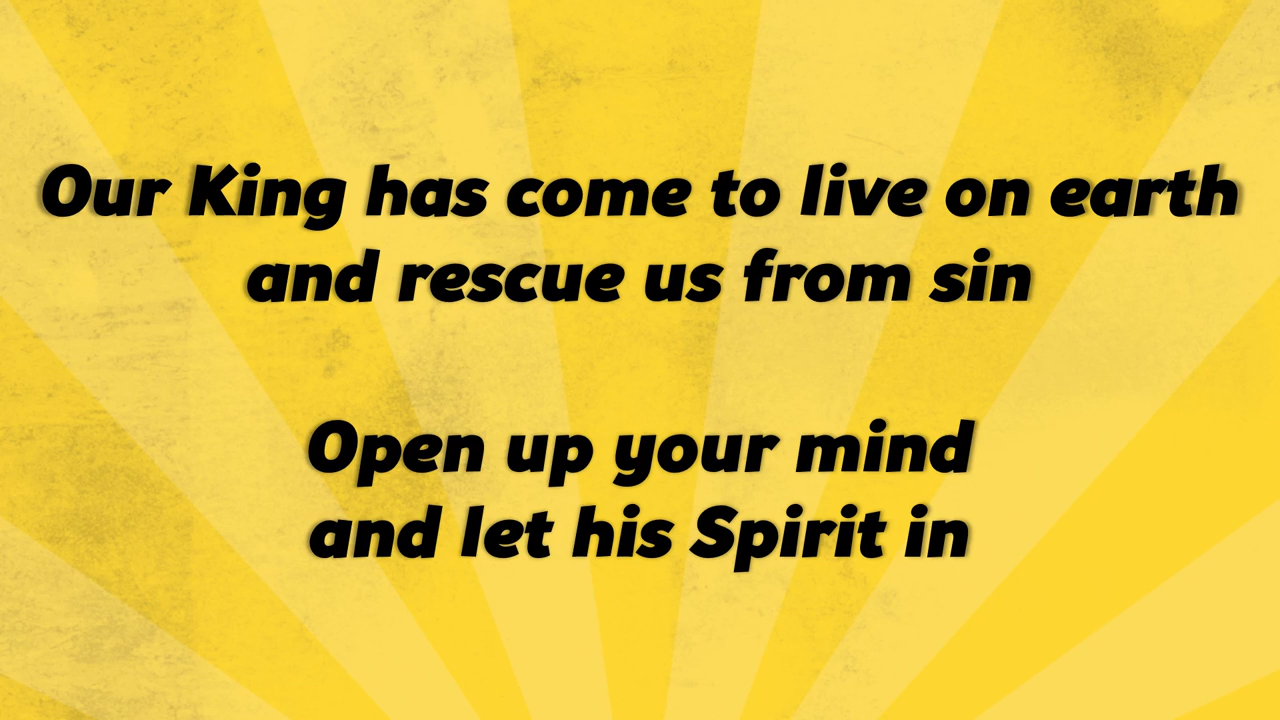 Our King has come to live on earth
and rescue us from sin
Open up your mind
and let his Spirit in